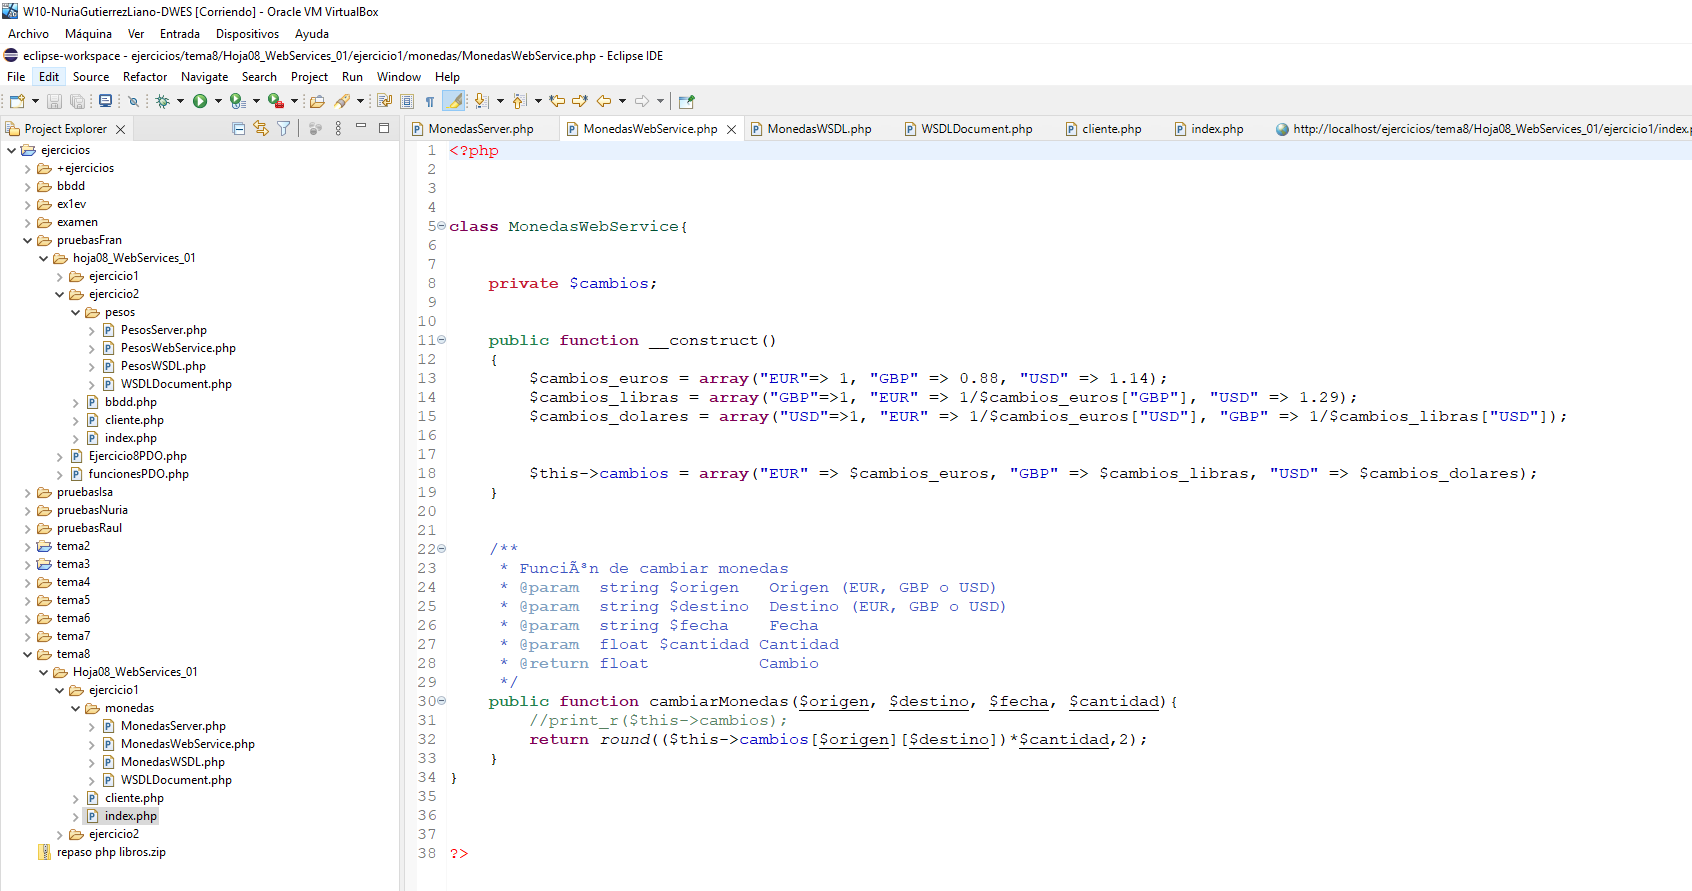 W10-NuriaGutierrezLiano-DWES [Corriendo] - Oracle VM VirtualBox
Archivo Máquina Ver Entrada Dispositivos Ayuda
eclipse-workspace - ejercicios/tema8/Hoja08_WebServices_01/ejercicio1/monedas/MonedasWebService.php - Eclipse IDE
File Edit Source Refactor Navigate Search Project Run Window Help
Project Explorer
MonedasServer.php MonedasWebService.php MonedasWSDL.php WSDLDocument.php cliente.php index.php http://localhost/ejercicios/tema8/Hoja08_WebServices_01/ejercicio1/index.p
ejercicios
+ejercicios
bbdd
ex1ev
examen
pruebasFran
hoja08_WebServices_01
ejercicio1
ejercicio2
pesos
PesosServer.php
PesosWebService.php
PesosWSDL.php
WSDLDocument.php
bbdd.php
cliente.php
index.php
Ejercicio8PDO.php
funcionesPDO.php
pruebasIsa
pruebasNuria
pruebasRaul
tema2
tema3
tema4
tema5
tema6
tema7
tema8
Hoja08_WebServices_01
ejercicio1
monedas
MonedasServer.php
MonedasWebService.php
MonedasWSDL.php
WSDLDocument.php
cliente.php
index.php
ejercicio2
repaso php libros.zip
1 <?php
2
3
4
5 class MonedasWebService{
6
7
8 private $cambios;
9
10
11 public function __construct()
12 {
13 $cambios_euros = array("EUR"=> 1, "GBP" => 0.88, "USD" => 1.14);
14 $cambios_libras = array("GBP"=>1, "EUR" => 1/$cambios_euros["GBP"], "USD" => 1.29);
15 $cambios_dolares = array("USD"=>1, "EUR" => 1/$cambios_euros["USD"], "GBP" => 1/$cambios_libras["USD"]);
16
17
18 $this->cambios = array("EUR" => $cambios_euros, "GBP" => $cambios_libras, "USD" => $cambios_dolares);
19 }
20
21
22 /**
23 * FunciÃªn de cambiar monedas
24 * @param string $origen Origen (EUR, GBP o USD)
25 * @param string $destino Destino (EUR, GBP o USD)
26 * @param string $fecha Fecha
27 * @param float $cantidad Cantidad
28 * @return float Cambio
29 */
30 public function cambiarMonedas($origen, $destino, $fecha, $cantidad){
31 //print_r($this->cambios);
32 return round(($this->cambios[$origen][$destino])*$cantidad,2);
33 }
34 }
35
36
37
38 ?>